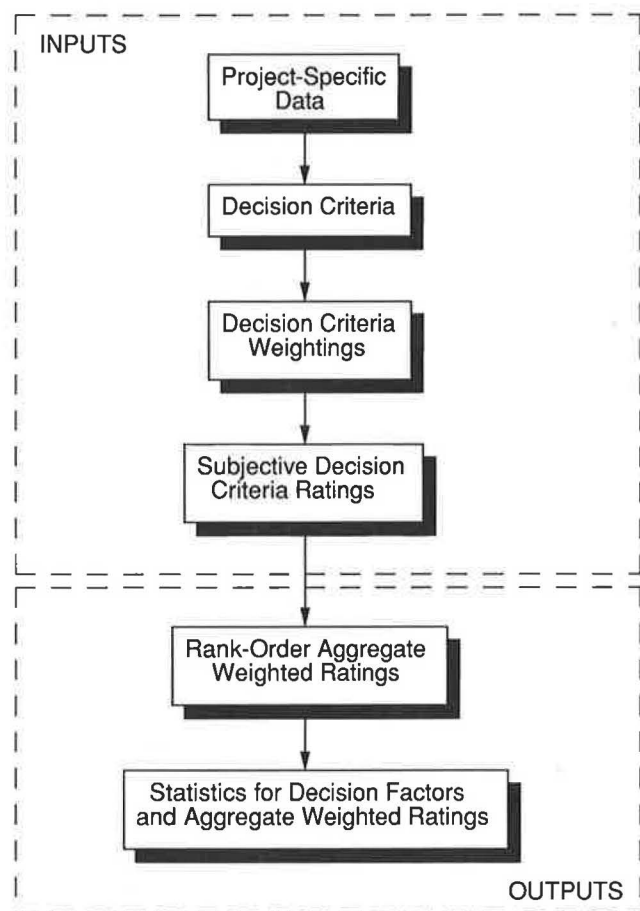 INPUTS
Project-Specific
Data
Decision Criteria
Decision Criteria
Weightings
Subjective Decision
Criteria Ratings
Rank-Order Aggregate
Weighted Ratings
Statistics for Decision Factors
and Aggregate Weighted Ratings
OUTPUTS